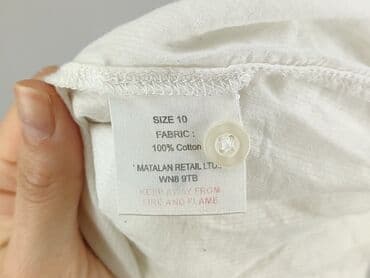 SIZE 10
FABRIC :
100% Cotton
MATALAN RETAIL LTD.
WN8 9TB
KEEP AWAY FROM
FIRE AND FLAME